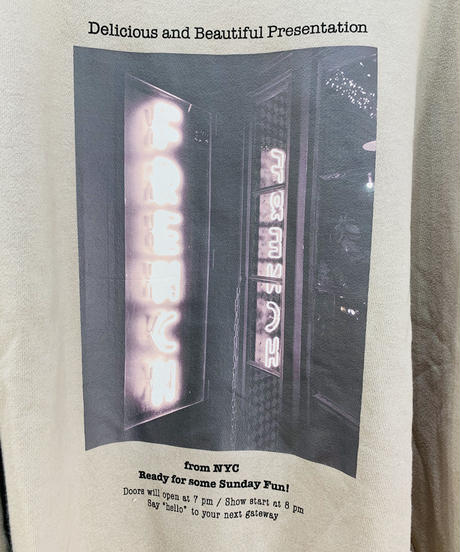 Delicious and Beautiful Presentation
FRENCH
FRENCH
from NYC
Ready for some Sunday Fun!
Doors will open at 7 pm / Show start at 8 pm
Say "hello" to your next gateway